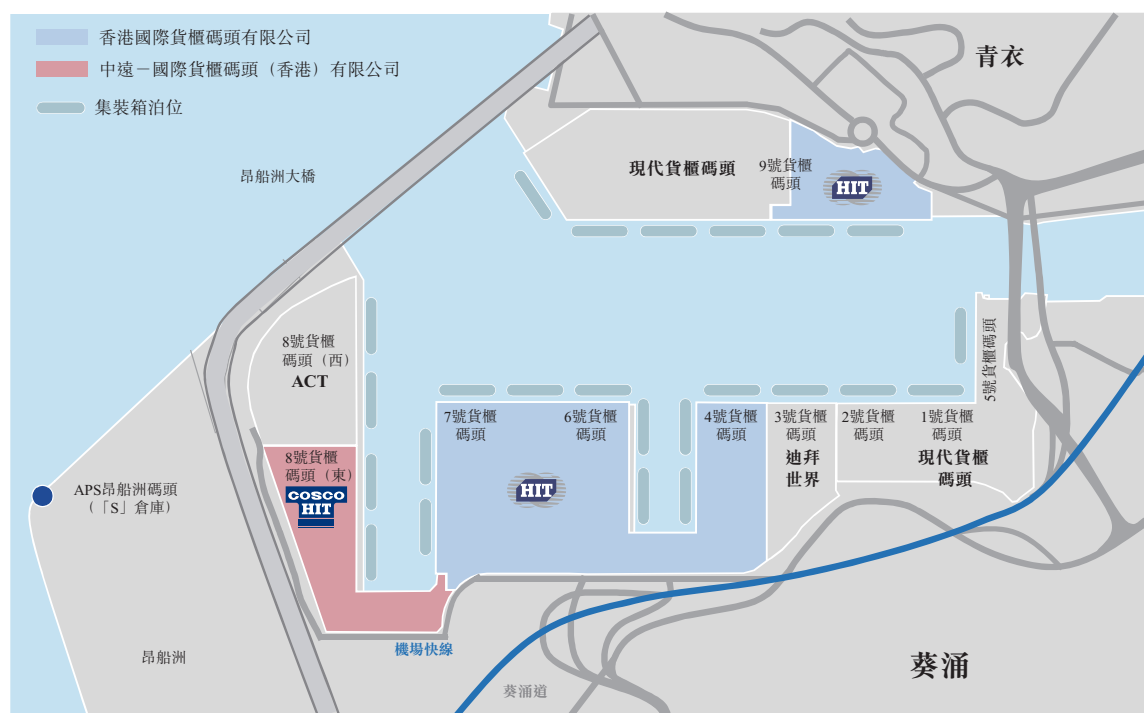 香港國際貨櫃碼頭有限公司
中遠－國際貨櫃碼頭（香港）有限公司
集裝箱泊位
青衣
昂船洲大橋
現代貨櫃碼頭
9號貨櫃
碼頭
HIT
8號貨櫃
碼頭（西）
ACT
5號貨櫃碼頭
7號貨櫃
碼頭
6號貨櫃
碼頭
4號貨櫃
碼頭
3號貨櫃
碼頭
迪拜
世界
2號貨櫃
碼頭
1號貨櫃
碼頭
現代貨櫃
碼頭
8號貨櫃
碼頭（東）
COSCO
HIT
HIT
APS昂船洲碼頭
（「S」倉庫）
機場快線
昂船洲
葵涌
葵涌道